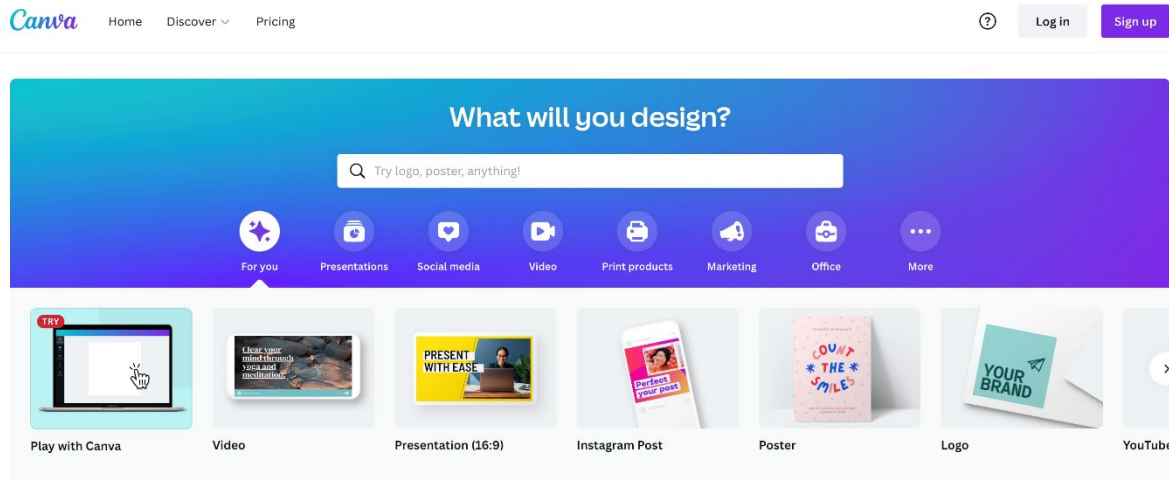 Canva Home Discover Pricing ? Log in Sign up
What will you design?
Try logo, poster, anything!
For you Presentations Social media Video Print products Marketing Office More
TRY
Clear your
mind through
yoga and
meditation.
PRESENT
WITH EASE
Perfect
your post
COUNT
THE
SMILES
YOUR
BRAND
Play with Canva Video Presentation (16:9) Instagram Post Poster Logo YouTube